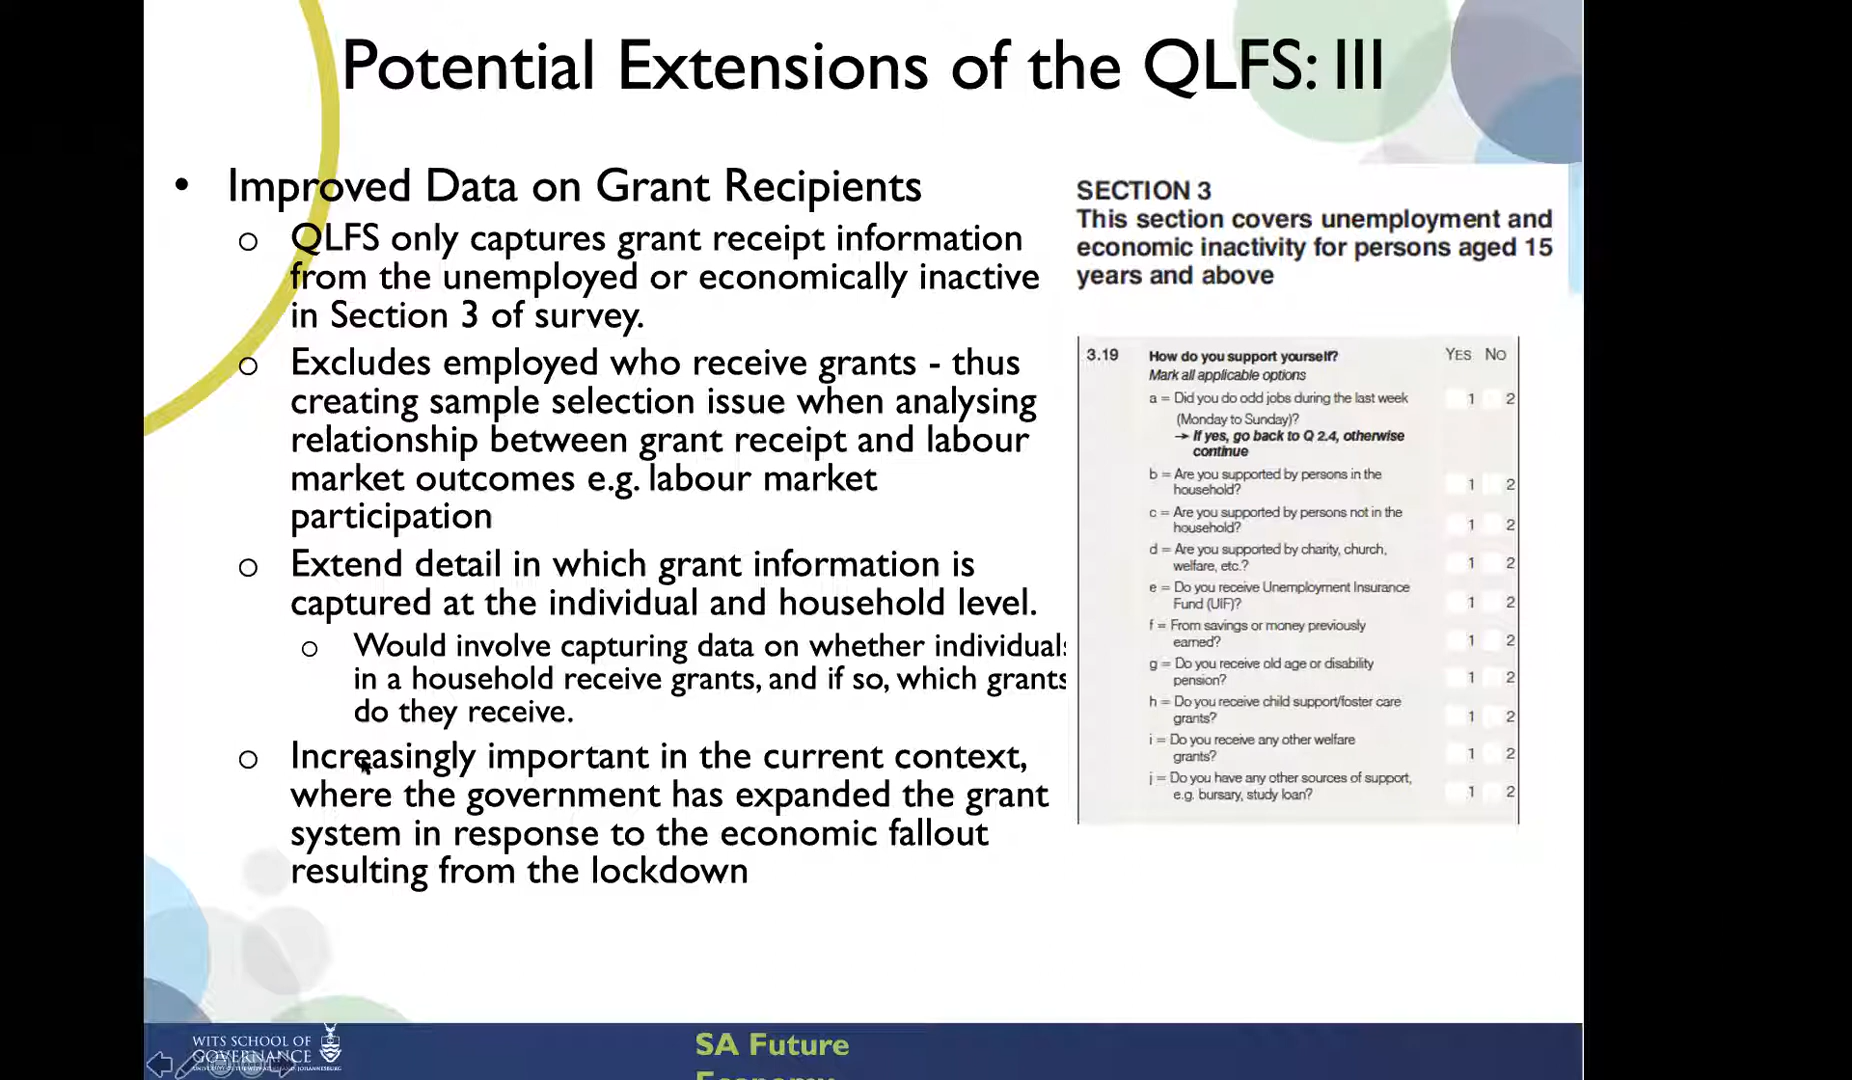 Potential Extensions of the QLFS: III
• Improved Data on Grant Recipients
o QLFS only captures grant receipt information
from the unemployed or economically inactive
in Section 3 of survey.
o Excludes employed who receive grants - thus
creating sample selection issue when analysing
relationship between grant receipt and labour
market outcomes e.g. labour market
participation
o Extend detail in which grant information is
captured at the individual and household level.
o Would involve capturing data on whether individuals
in a household receive grants, and if so, which grants
do they receive.
o Increasingly important in the current context,
where the government has expanded the grant
system in response to the economic fallout
resulting from the lockdown
SECTION 3
This section covers unemployment and
economic inactivity for persons aged 15
years and above
3.19 How do you support yourself? YES NO
Mark all applicable options
a = Did you do odd jobs during the last week 1 2
(Monday to Sunday)?
→ If yes, go back to Q 2.4, otherwise
continue
b = Are you supported by persons in the
household? 1 2
c = Are you supported by persons not in the
household? 1 2
d = Are you supported by charity, church,
welfare, etc.? 1 2
e = Do you receive Unemployment Insurance
Fund (UIF)? 1 2
f = From savings or money previously
earned? 1 2
g = Do you receive old age or disability
pension? 1 2
h = Do you receive child support/foster care
grants? 1 2
i = Do you receive any other welfare
grants? 1 2
j = Do you have any other sources of support,
e.g. bursary, study loan? 1 2
WITS SCHOOL OF
GOVERNANCE
SA Future
Economy